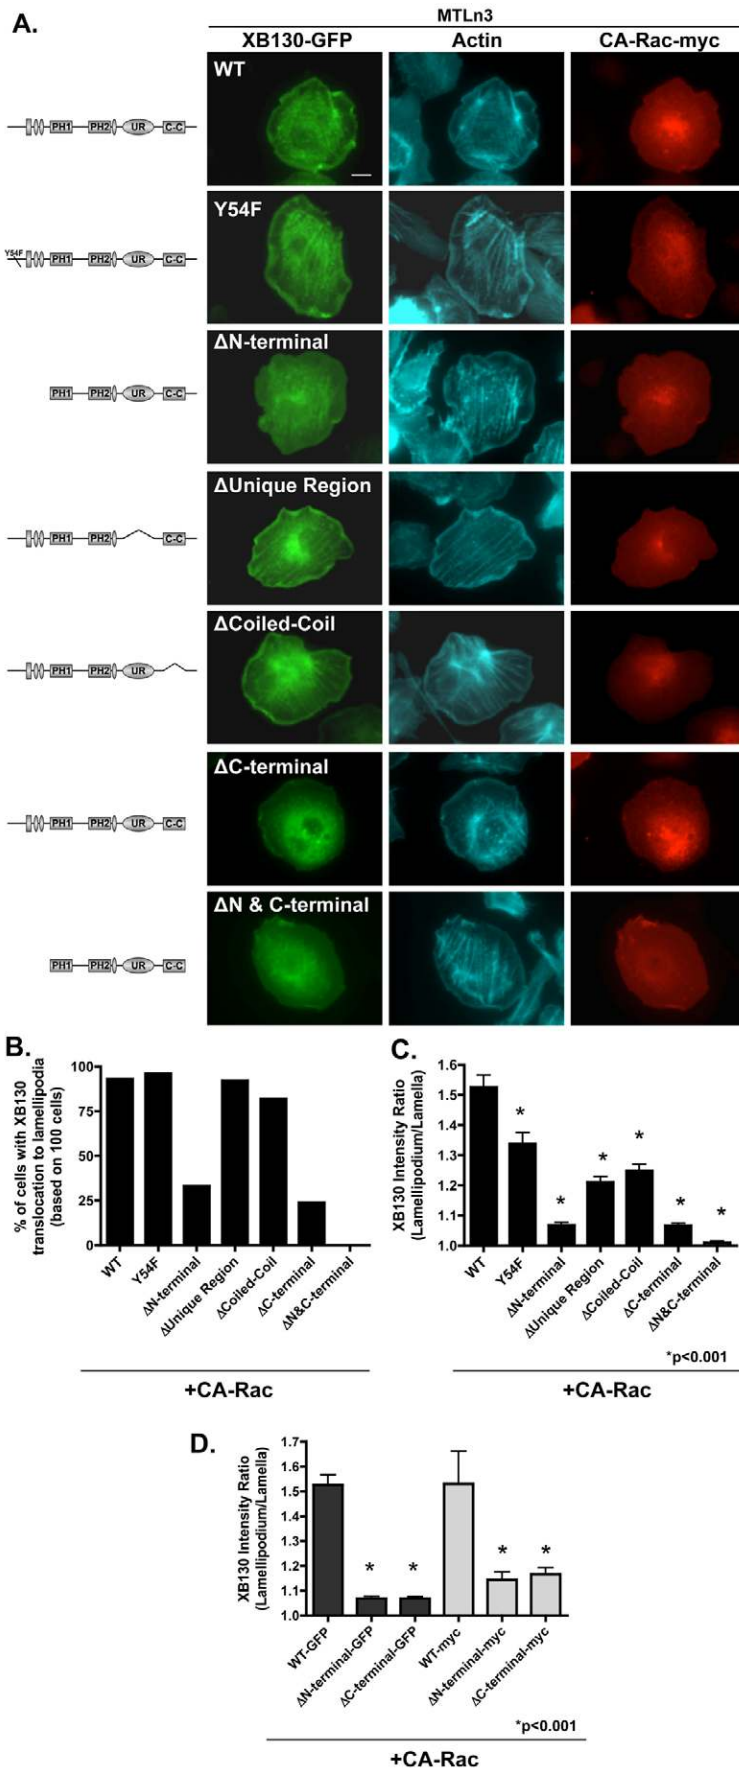 A.
MTLn3
XB130-GFP Actin CA-Rac-myc
WT
PH1 PH2 UR C-C
Y54F
Y54F
PH1 PH2 UR C-C
ΔN-terminal
PH1 PH2 UR C-C
ΔUnique Region
PH1 PH2 C-C
ΔCoiled-Coil
PH1 PH2 UR
ΔC-terminal
PH1 PH2 UR C-C
ΔN & C-terminal
PH1 PH2 UR C-C
B.
% of cells with XB130
translocation to lamellipodia
(based on 100 cells)
100
75
50
25
0
WT
Y54F
ΔN-terminal
ΔUnique Region
ΔCoiled-Coil
ΔC-terminal
ΔN&C-terminal
+CA-Rac
C.
XB130 Intensity Ratio
(Lamellipodium/Lamella)
1.6
1.5
1.4
1.3
1.2
1.1
1.0
* * * * * *
WT
Y54F
ΔN-terminal
ΔUnique Region
ΔCoiled-Coil
ΔC-terminal
ΔN&C-terminal
*p<0.001
+CA-Rac
D.
XB130 Intensity Ratio
(Lamellipodium/Lamella)
1.7
1.6
1.5
1.4
1.3
1.2
1.1
1.0
* * * *
WT-GFP
ΔN-terminal-GFP
ΔC-terminal-GFP
WT-myc
ΔN-terminal-myc
ΔC-terminal-myc
*p<0.001
+CA-Rac